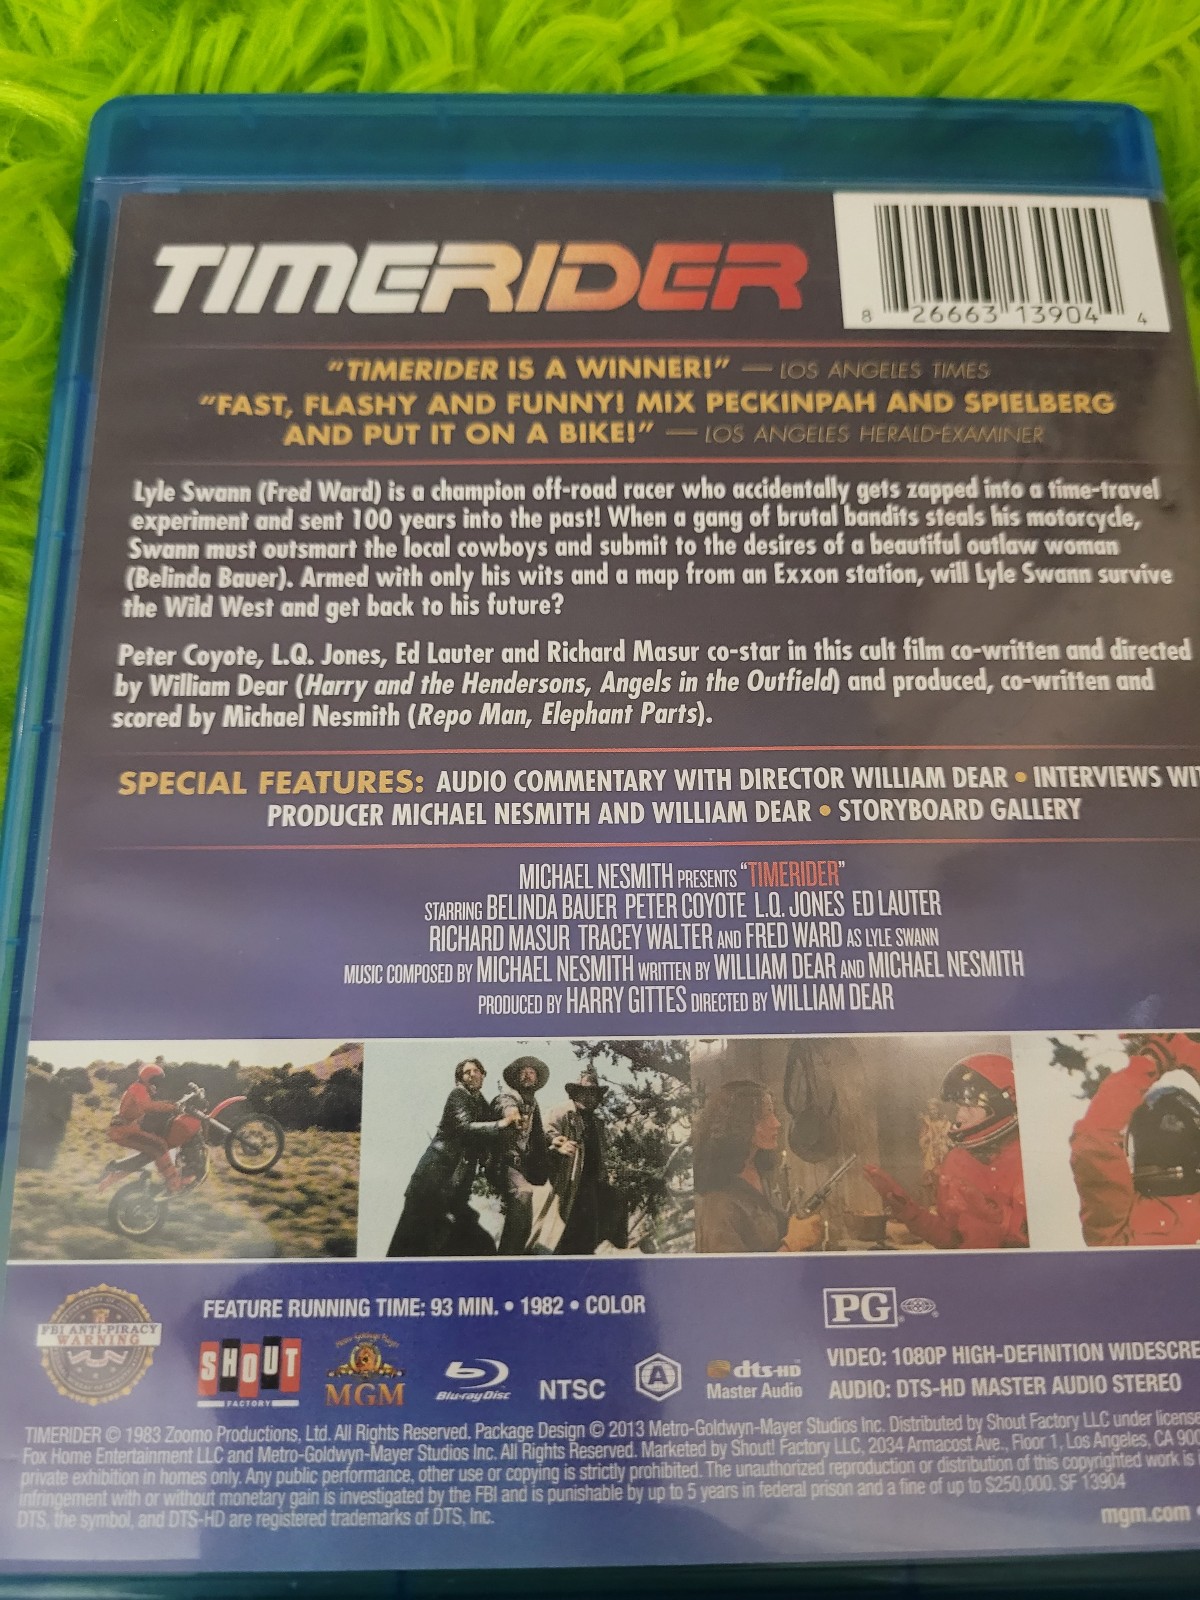 TIMERIDER
8 26663 13904 4
"TIMERIDER IS A WINNER!" — LOS ANGELES TIMES
"FAST, FLASHY AND FUNNY! MIX PECKINPAH AND SPIELBERG
AND PUT IT ON A BIKE!" — LOS ANGELES HERALD-EXAMINER
Lyle Swann (Fred Ward) is a champion off-road racer who accidentally gets zapped into a time-travel
experiment and sent 100 years into the past! When a gang of brutal bandits steals his motorcycle,
Swann must outsmart the local cowboys and submit to the desires of a beautiful outlaw woman
(Belinda Bauer). Armed with only his wits and a map from an Exxon station, will Lyle Swann survive
the Wild West and get back to his future?
Peter Coyote, L.Q. Jones, Ed Lauter and Richard Masur co-star in this cult film co-written and directed
by William Dear (Harry and the Hendersons, Angels in the Outfield) and produced, co-written and
scored by Michael Nesmith (Repo Man, Elephant Parts).
SPECIAL FEATURES: AUDIO COMMENTARY WITH DIRECTOR WILLIAM DEAR • INTERVIEWS WIT
PRODUCER MICHAEL NESMITH AND WILLIAM DEAR • STORYBOARD GALLERY
MICHAEL NESMITH PRESENTS "TIMERIDER"
STARRING BELINDA BAUER PETER COYOTE L.Q. JONES ED LAUTER
RICHARD MASUR TRACEY WALTER AND FRED WARD AS LYLE SWANN
MUSIC COMPOSED BY MICHAEL NESMITH WRITTEN BY WILLIAM DEAR AND MICHAEL NESMITH
PRODUCED BY HARRY GITTES DIRECTED BY WILLIAM DEAR
FBI ANTI-PIRACY
WARNING
FEATURE RUNNING TIME: 93 MIN. • 1982 • COLOR
PG
SHOUT
FACTORY
MGM
Blu-ray Disc
NTSC
A
dts-HD
Master Audio
VIDEO: 1080P HIGH-DEFINITION WIDESCRE
AUDIO: DTS-HD MASTER AUDIO STEREO
TIMERIDER © 1983 Zoomo Productions, Ltd. All Rights Reserved. Package Design © 2013 Metro-Goldwyn-Mayer Studios Inc. Distributed by Shout Factory LLC under license
Fox Home Entertainment LLC and Metro-Goldwyn-Mayer Studios Inc. All Rights Reserved. Marketed by Shout! Factory LLC, 2034 Armacost Ave., Floor 1, Los Angeles, CA 900
private exhibition in homes only. Any public performance, other use or copying is strictly prohibited. The unauthorized reproduction or distribution of this copyrighted work is
infringement with or without monetary gain is investigated by the FBI and is punishable by up to 5 years in federal prison and a fine of up to $250,000. SF 13904
DTS, the symbol, and DTS-HD are registered trademarks of DTS, Inc.
mgm.com